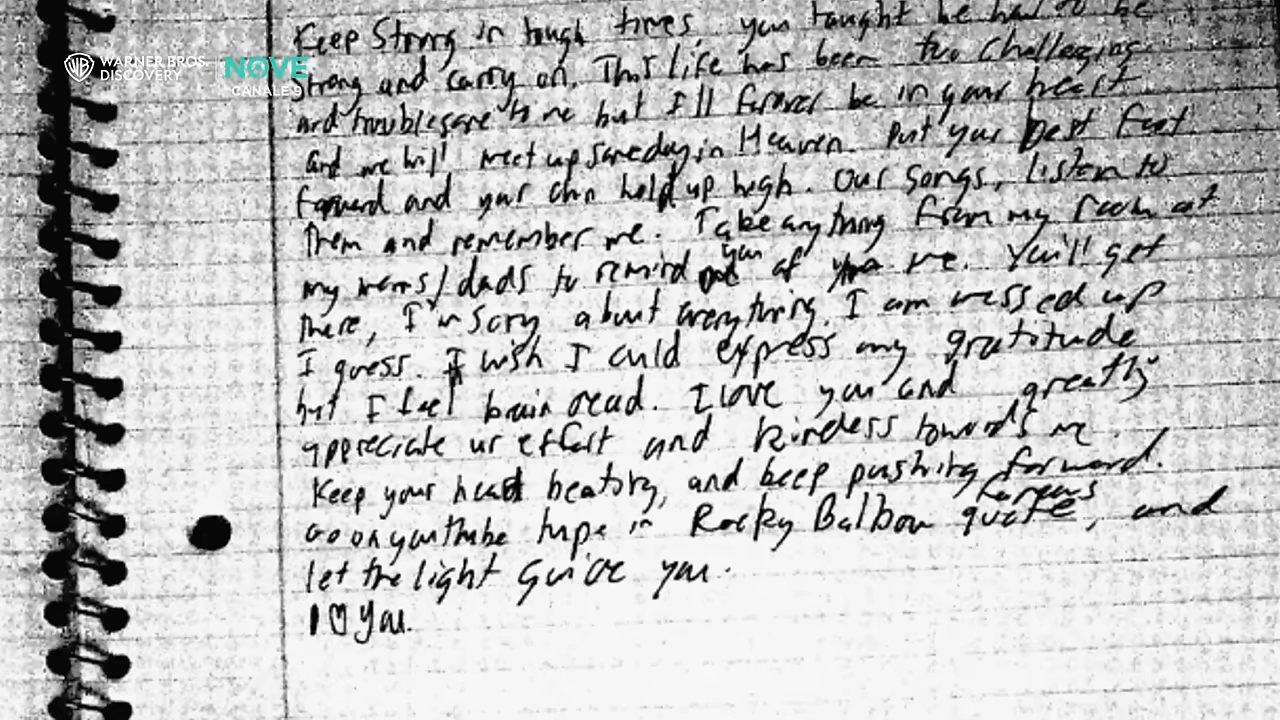 WARNER BROS. DISCOVERY
NOVE
CANALE 9
Keep Strong in tough times, you taught me how to be
strong and carry on. This life has been too challenging
and troublesome to me but I'll forever be in your heart
and we will meet up someday in Heaven. Put your best feet
forward and your chin held up high. Our songs, listen to
them and remember me. Take anything from my room at
my moms/dads to remind you of me. You'll get
there, I'm sorry about everything. I am messed up
I guess. I wish I could express my gratitude
but I feel brain dead. I love you and greatly
appreciate ur effort and kindness towards me.
Keep your heart beating, and keep pushing forward.
Go on youthube type in Rocky Balboa famous quote, and
let the light guide you.
I ♡ you.